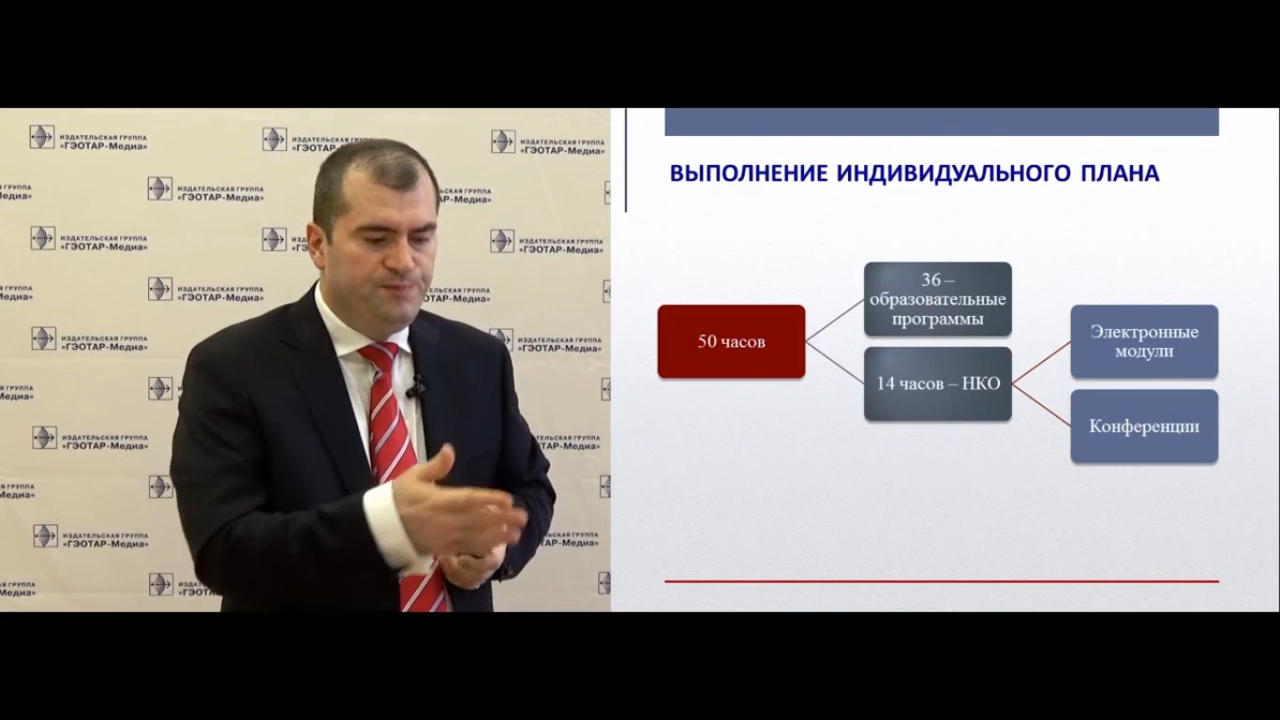 ИЗДАТЕЛЬСКАЯ ГРУППА
«ГЭОТАР-Медиа»
ВЫПОЛНЕНИЕ ИНДИВИДУАЛЬНОГО ПЛАНА
36 –
образовательные
программы
50 часов
14 часов – НКО
Электронные
модули
Конференции